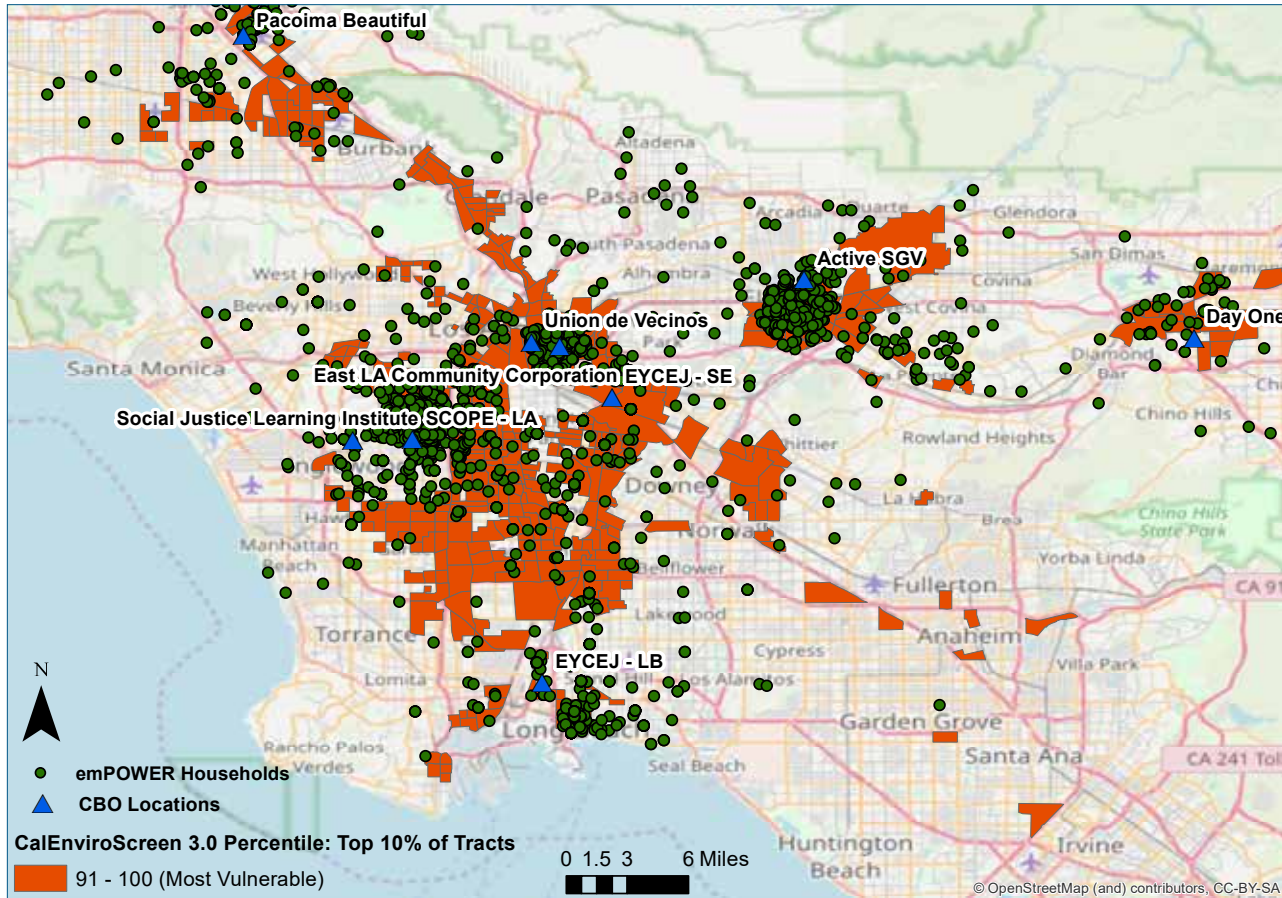 Pacoima Beautiful
Altadena
Burbank
Arcadia
Duarte
Glendora
South Pasadena
San Dimas
West Hollywood
Alhambra
Active SGV
Covina
Beverly Hills
West Covina
Union de Vecinos
Park
Day One
Santa Monica
Diamond
Bar
East LA Community Corporation
EYCEJ - SE
Chino Hills
Social Justice Learning Institute
SCOPE - LA
Rowland Heights
Downey
La Habra
Brea
Chino Hills
State Park
Norwalk
Manhattan
Beach
Yorba Linda
Bellflower
Fullerton
CA 91
Lakewood
Torrance
Anaheim
Cypress
EYCEJ - LB
Villa Park
Lomita
Signal Hill
Los Alamitos
N
Long Beach
Garden Grove
Rancho Palos
Verdes
Santa Ana
CA 241 Toll
Seal Beach
emPOWER Households
CBO Locations
CalEnviroScreen 3.0 Percentile: Top 10% of Tracts
91 - 100 (Most Vulnerable)
0 1.5 3 6 Miles
Huntington
Beach
Irvine
© OpenStreetMap (and) contributors, CC-BY-SA